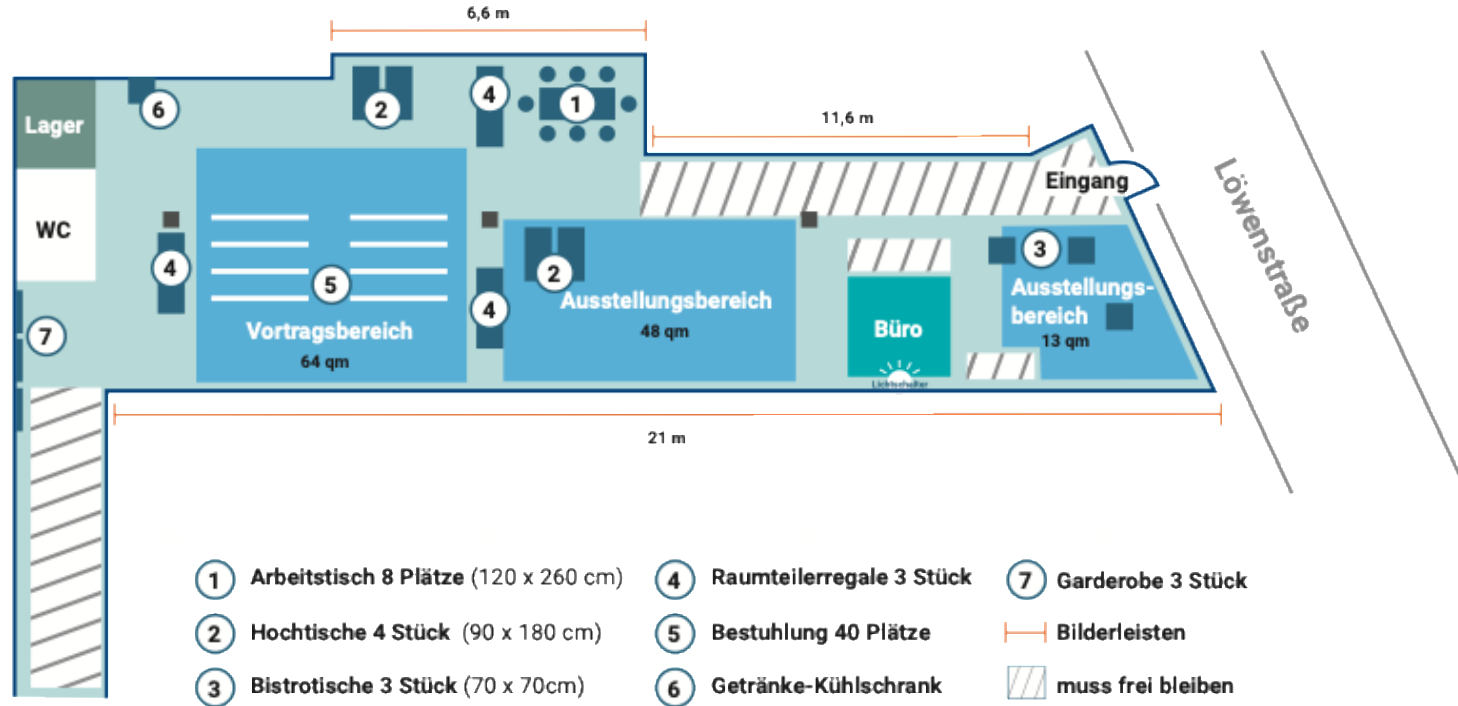 6,6 m
11,6 m
Lager
6
2
4
1
Eingang
Löwenstraße
WC
4
5
Vortragsbereich
64 qm
2
4
Ausstellungsbereich
48 qm
3
Ausstellungs-
bereich
13 qm
Büro
Lichtschalter
7
21 m
1 Arbeitstisch 8 Plätze (120 x 260 cm)
2 Hochtische 4 Stück (90 x 180 cm)
3 Bistrotische 3 Stück (70 x 70cm)
4 Raumteilerregale 3 Stück
5 Bestuhlung 40 Plätze
6 Getränke-Kühlschrank
7 Garderobe 3 Stück
Bilderleisten
muss frei bleiben